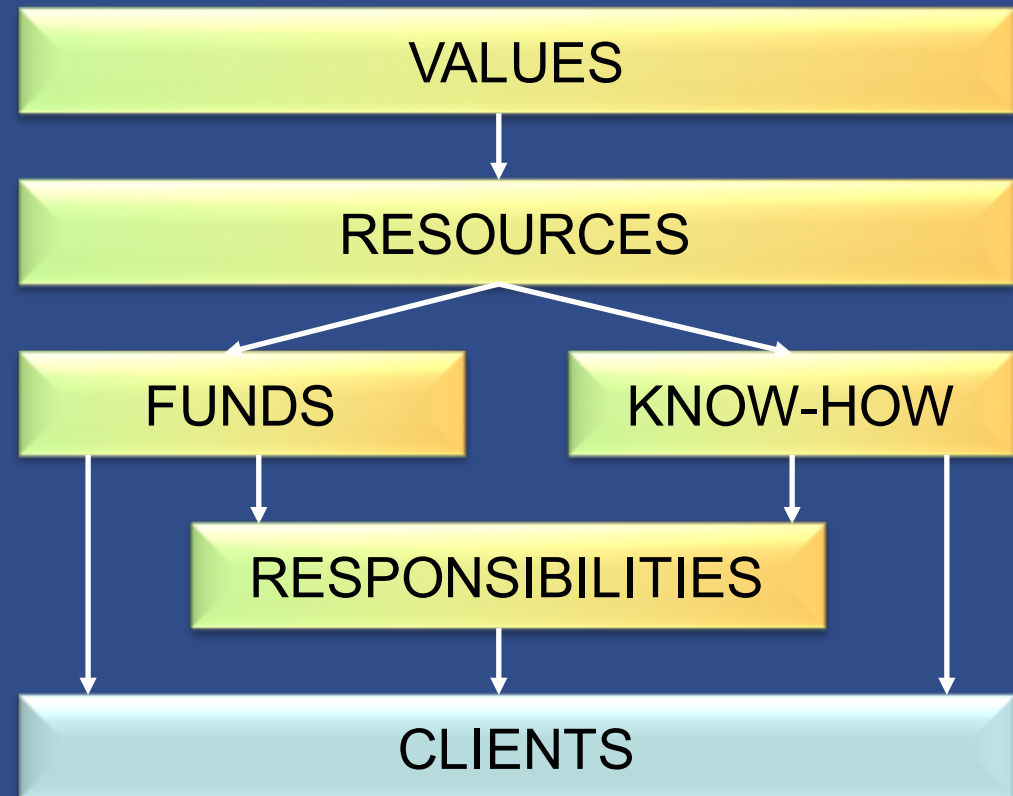 VALUES
RESOURCES
FUNDS
KNOW-HOW
RESPONSIBILITIES
CLIENTS